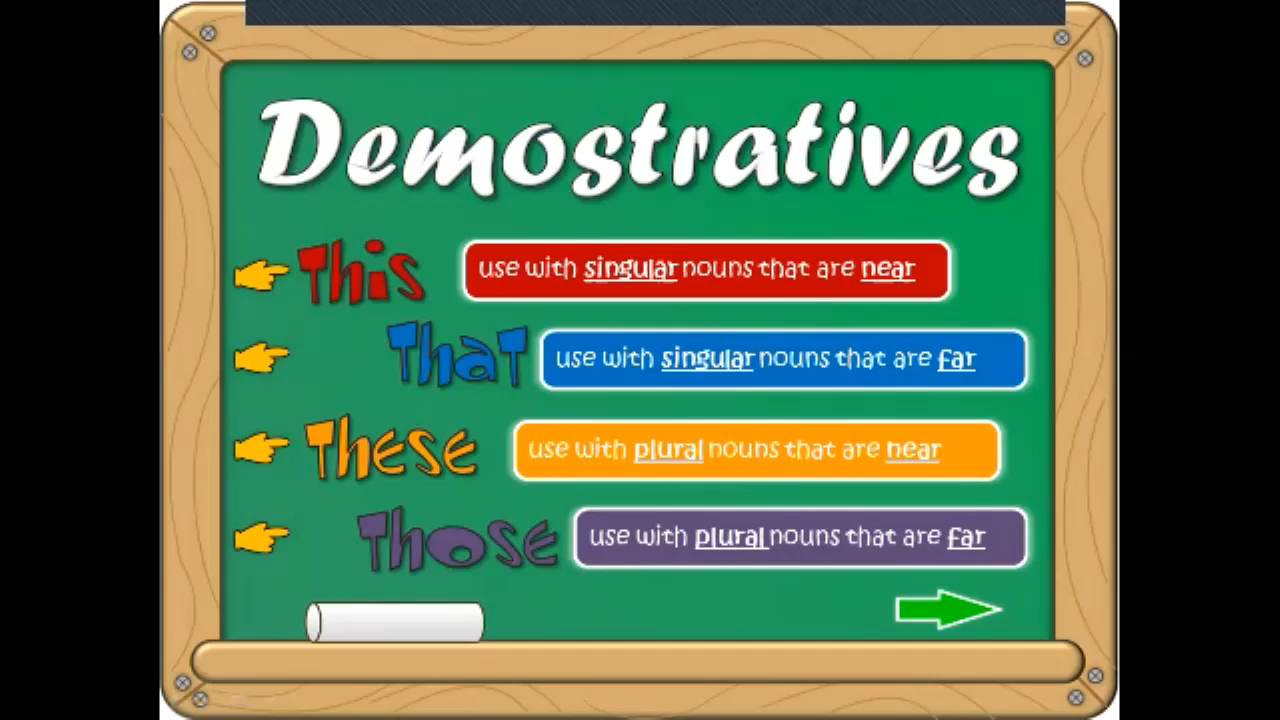 Demostratives
This use with singular nouns that are near
That use with singular nouns that are far
These use with plural nouns that are near
Those use with plural nouns that are far